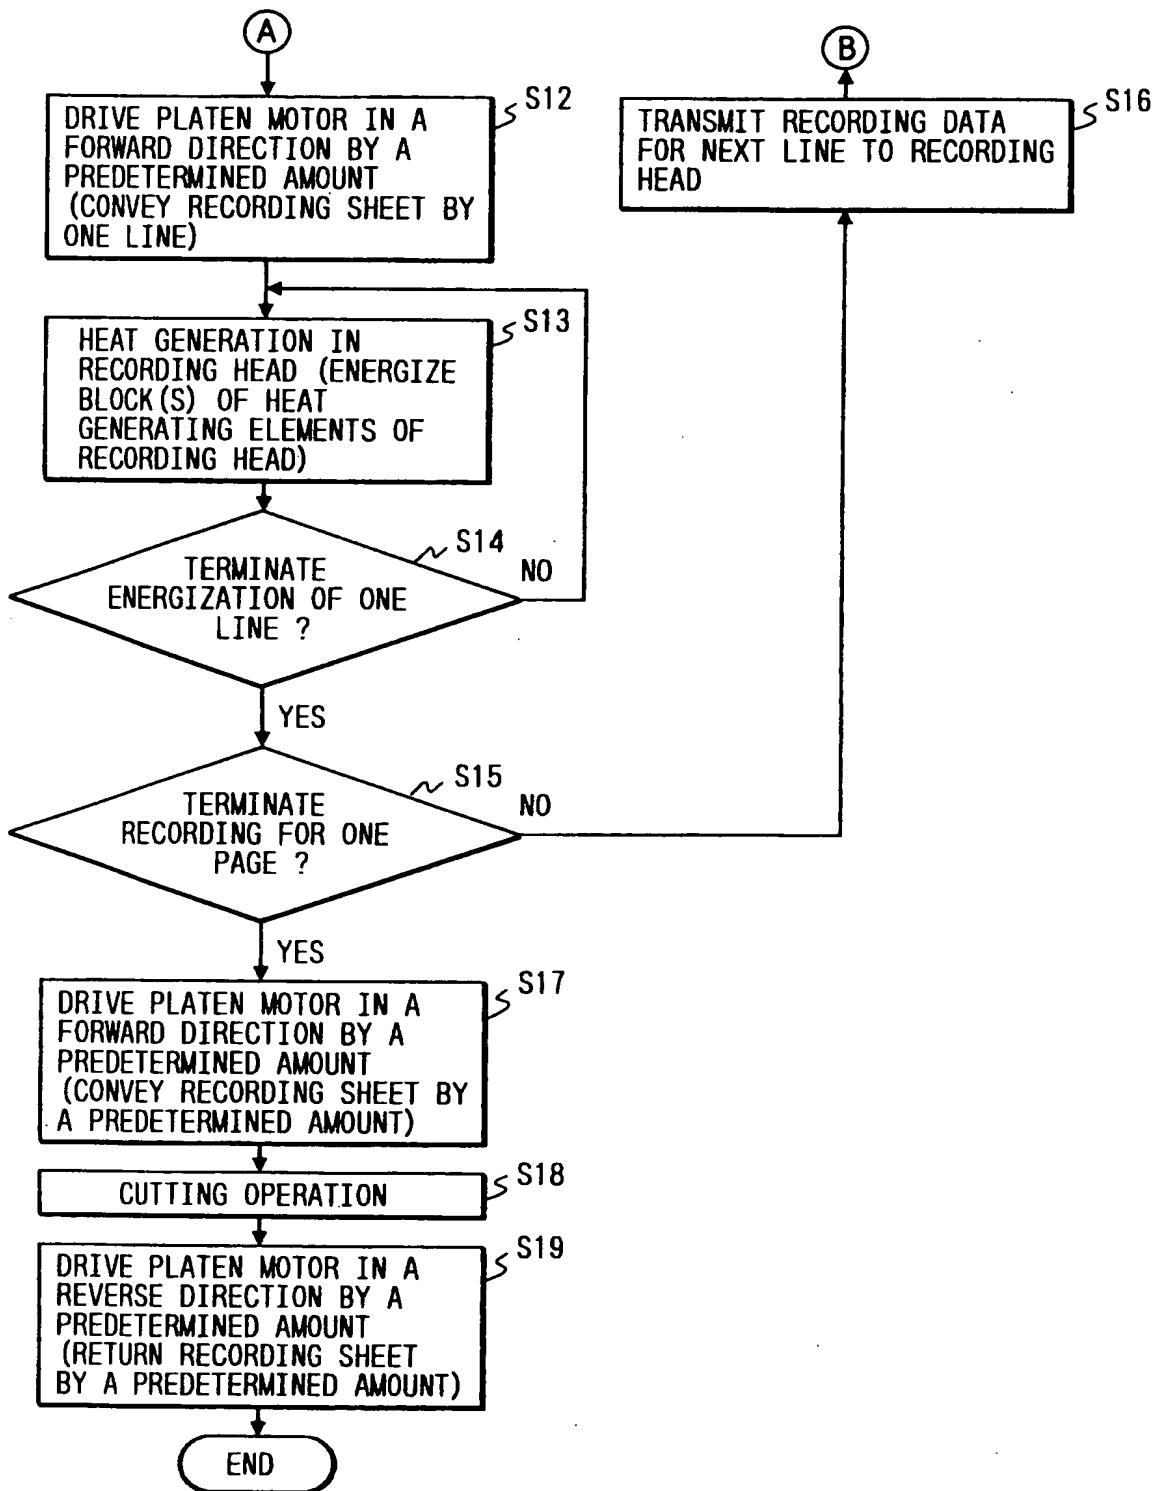 A
DRIVE PLATEN MOTOR IN A
FORWARD DIRECTION BY A
PREDETERMINED AMOUNT
(CONVEY RECORDING SHEET BY
ONE LINE)
S12
B
TRANSMIT RECORDING DATA
FOR NEXT LINE TO RECORDING
HEAD
S16
HEAT GENERATION IN
RECORDING HEAD (ENERGIZE
BLOCK(S) OF HEAT
GENERATING ELEMENTS OF
RECORDING HEAD)
S13
TERMINATE
ENERGIZATION OF ONE
LINE ?
S14
NO
YES
TERMINATE
RECORDING FOR ONE
PAGE ?
S15
NO
YES
DRIVE PLATEN MOTOR IN A
FORWARD DIRECTION BY A
PREDETERMINED AMOUNT
(CONVEY RECORDING SHEET BY
A PREDETERMINED AMOUNT)
S17
CUTTING OPERATION
S18
DRIVE PLATEN MOTOR IN A
REVERSE DIRECTION BY A
PREDETERMINED AMOUNT
(RETURN RECORDING SHEET
BY A PREDETERMINED AMOUNT)
S19
END